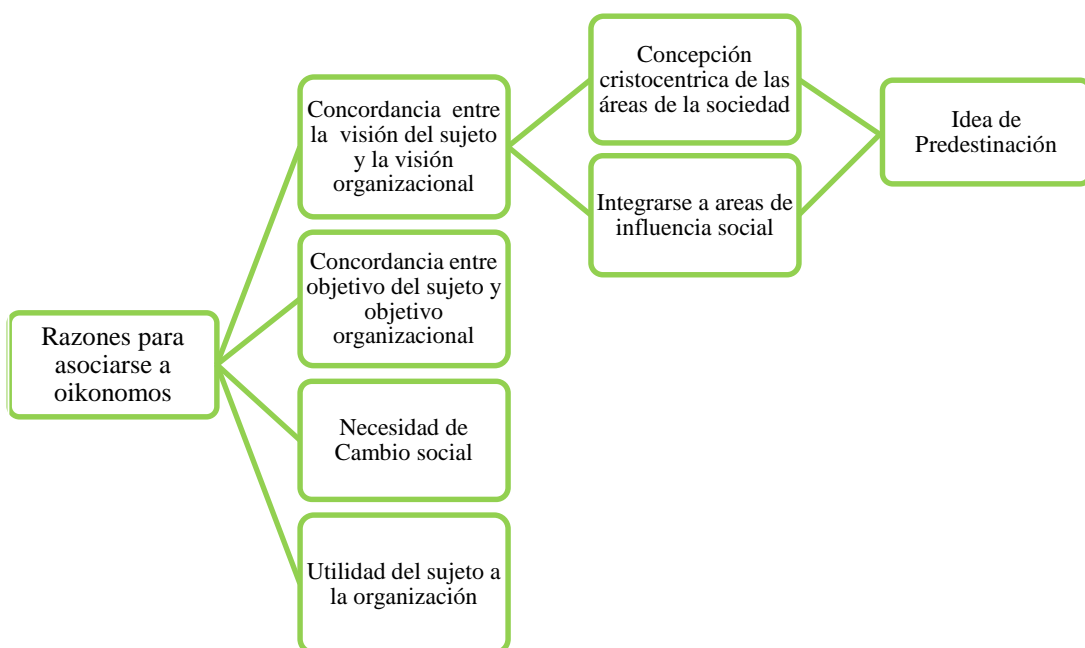 Razones para
asociarse a
oikonomos
Concordancia entre
la visión del sujeto
y la visión
organizacional
Concordancia entre
objetivo del sujeto y
objetivo
organizacional
Necesidad de
Cambio social
Utilidad del sujeto a
la organización
Concepción
cristocentrica de las
áreas de la sociedad
Integrarse a areas de
influencia social
Idea de
Predestinación